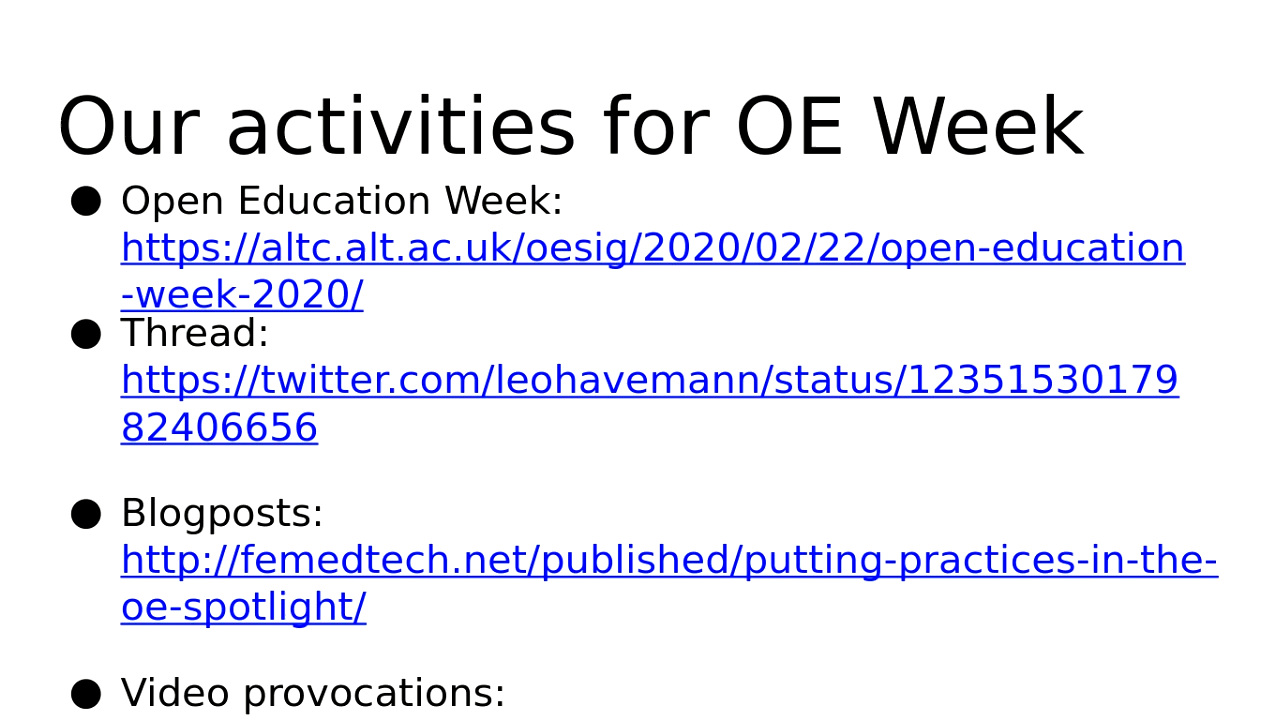 Our activities for OE Week
● Open Education Week:
https://altc.alt.ac.uk/oesig/2020/02/22/open-education
-week-2020/
● Thread:
https://twitter.com/leohavemann/status/12351530179
82406656
● Blogposts:
http://femedtech.net/published/putting-practices-in-the-
oe-spotlight/
● Video provocations: